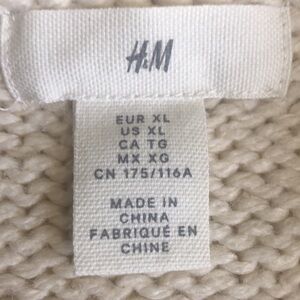 H&M
EUR XL
US XL
CA TG
MX XG
CN 175/116A
MADE IN
CHINA
FABRIQUÉ EN
CHINE